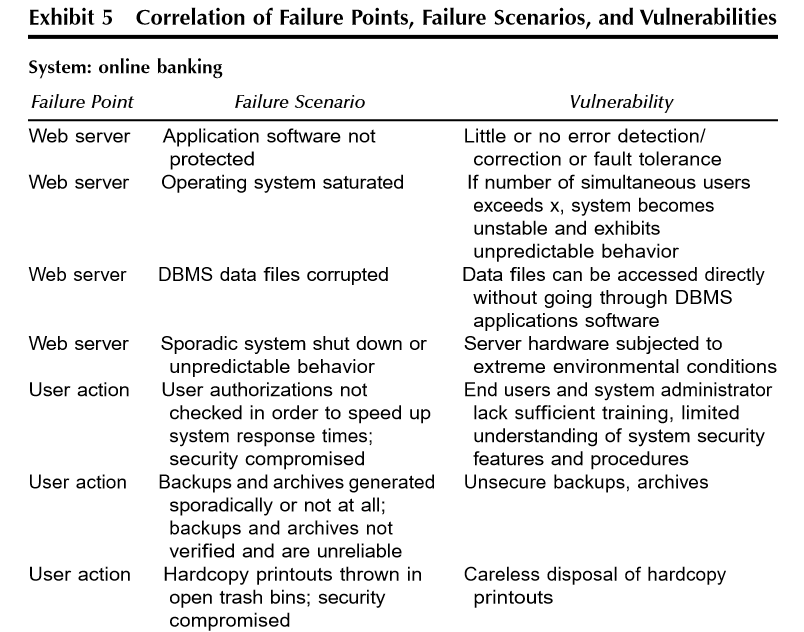 Exhibit 5 Correlation of Failure Points, Failure Scenarios, and Vulnerabilities
System: online banking
Failure Point Failure Scenario Vulnerability
Web server Application software not Little or no error detection/
protected correction or fault tolerance
Web server Operating system saturated If number of simultaneous users
exceeds x, system becomes
unstable and exhibits
unpredictable behavior
Web server DBMS data files corrupted Data files can be accessed directly
without going through DBMS
applications software
Web server Sporadic system shut down or Server hardware subjected to
unpredictable behavior extreme environmental conditions
User action User authorizations not End users and system administrator
checked in order to speed up lack sufficient training, limited
system response times; understanding of system security
security compromised features and procedures
User action Backups and archives generated Unsecure backups, archives
sporadically or not at all;
backups and archives not
verified and are unreliable
User action Hardcopy printouts thrown in Careless disposal of hardcopy
open trash bins; security printouts
compromised